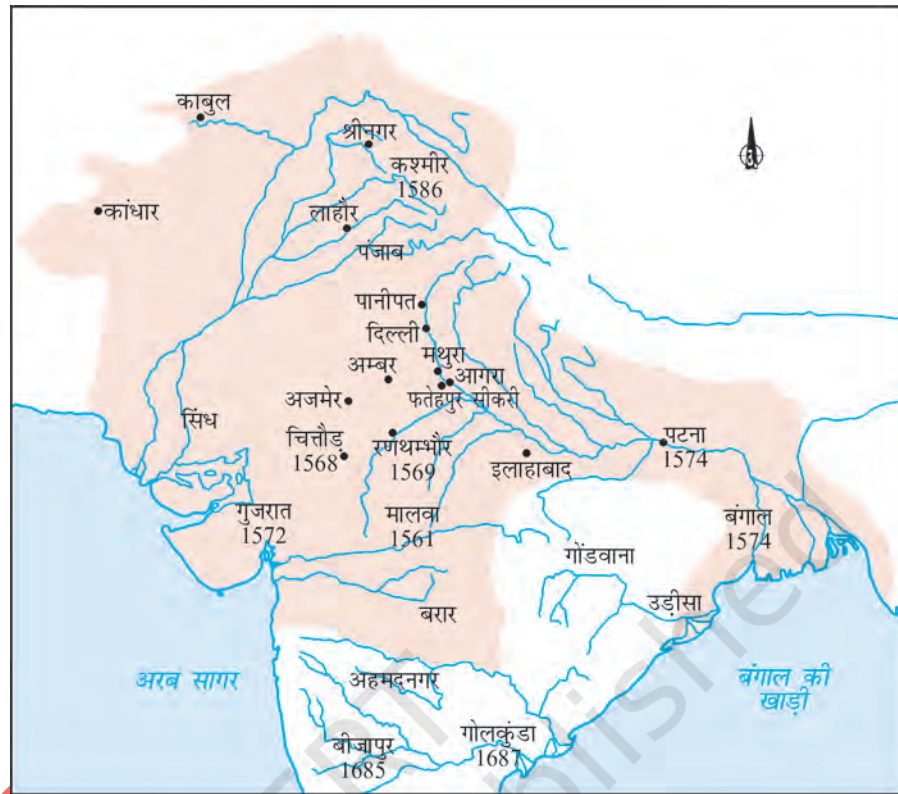 काबुल
श्रीनगर
कश्मीर
1586
कांधार
लाहौर
पंजाब
पानीपत
दिल्ली
मथुरा
अम्बर
आगरा
फतेहपुर सीकरी
अजमेर
सिंध
चित्तौड़
1568
रणथम्भौर
1569
इलाहाबाद
पटना
1574
गुजरात
1572
मालवा
1561
बंगाल
1574
गोंडवाना
उड़ीसा
बरार
अरब सागर
अहमदनगर
बंगाल की
खाड़ी
बीजापुर
1685
गोलकुंडा
1687